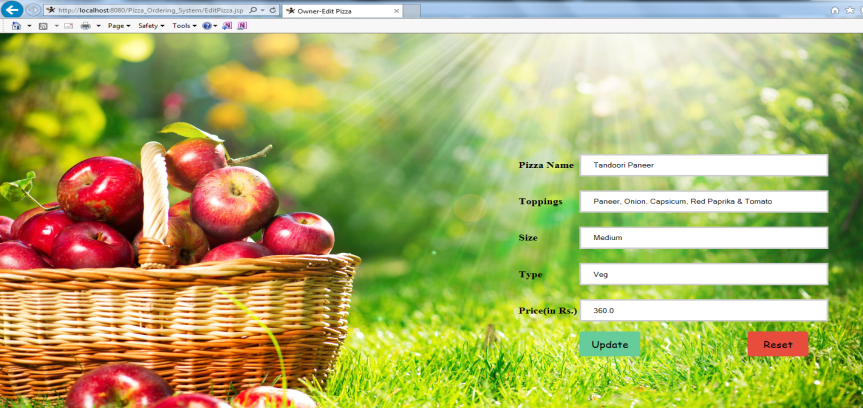 http://localhost:8080/Pizza_Ordering_System/EditPizza.jsp
Owner-Edit Pizza
Page Safety Tools
Pizza Name Tandoori Paneer
Toppings Paneer, Onion, Capsicum, Red Paprika & Tomato
Size Medium
Type Veg
Price(in Rs.) 360.0
Update Reset